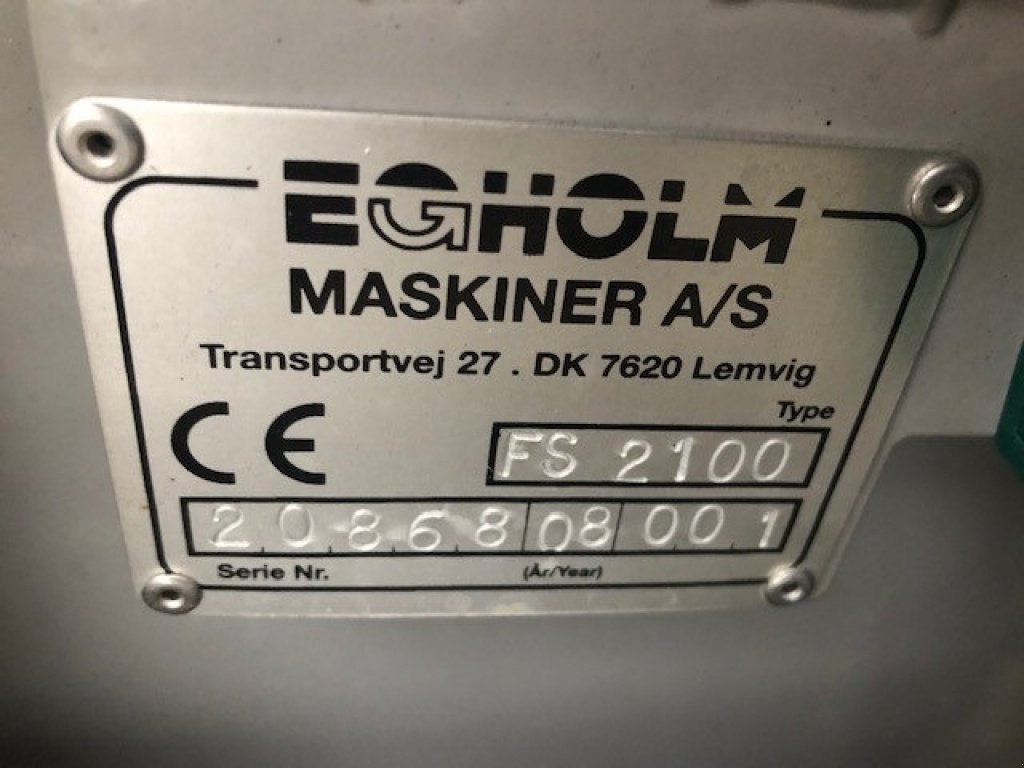 EGHOLM
MASKINER A/S
Transportvej 27 . DK 7620 Lemvig
CE
Type
FS 2100
20868 08 001
Serie Nr. (År/Year)